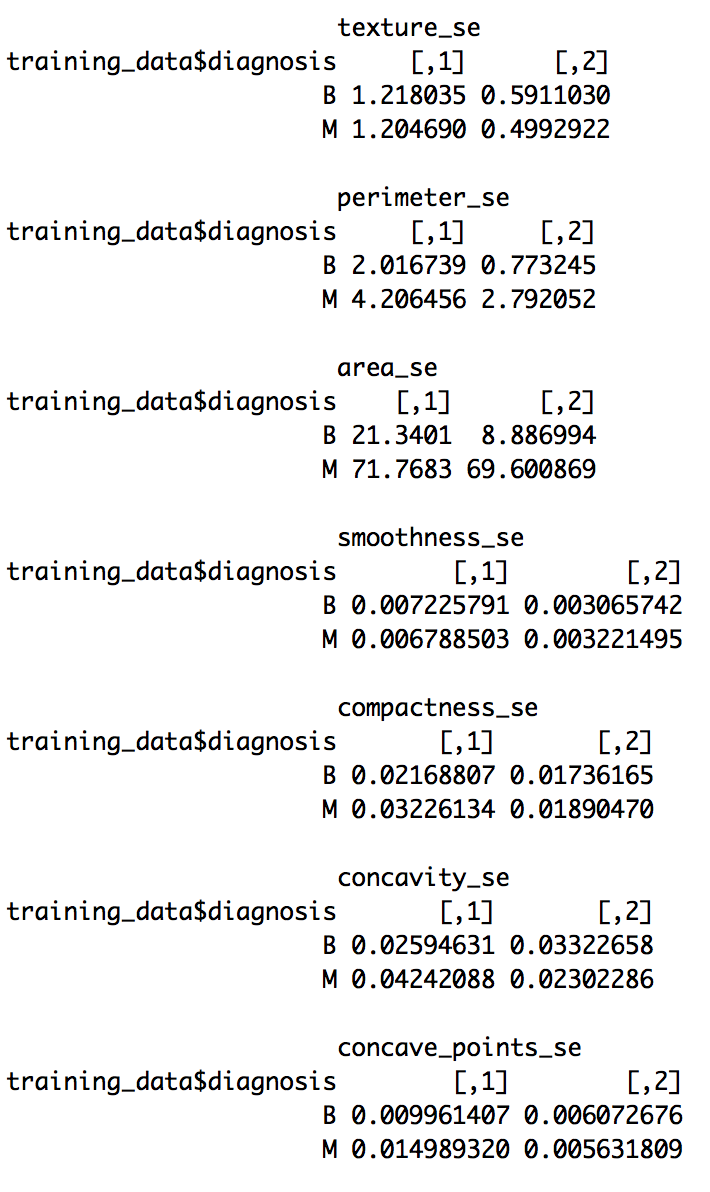 texture_se
training_data$diagnosis [,1] [,2]
B 1.218035 0.5911030
M 1.204690 0.4992922
perimeter_se
training_data$diagnosis [,1] [,2]
B 2.016739 0.773245
M 4.206456 2.792052
area_se
training_data$diagnosis [,1] [,2]
B 21.3401 8.886994
M 71.7683 69.600869
smoothness_se
training_data$diagnosis [,1] [,2]
B 0.007225791 0.003065742
M 0.006788503 0.003221495
compactness_se
training_data$diagnosis [,1] [,2]
B 0.02168807 0.01736165
M 0.03226134 0.01890470
concavity_se
training_data$diagnosis [,1] [,2]
B 0.02594631 0.03322658
M 0.04242088 0.02302286
concave_points_se
training_data$diagnosis [,1] [,2]
B 0.009961407 0.006072676
M 0.014989320 0.005631809